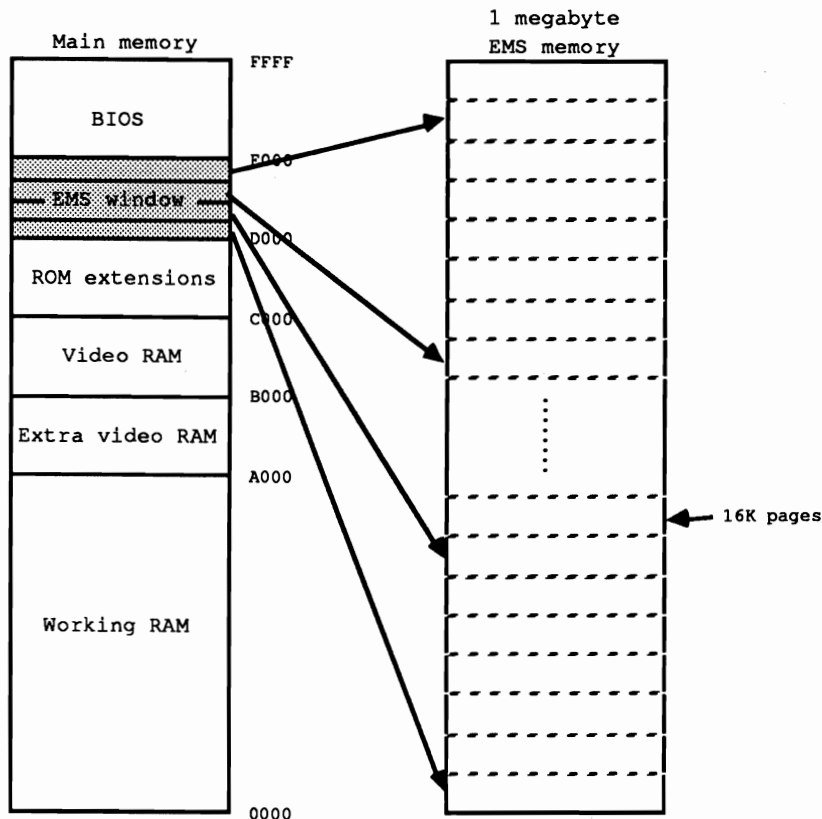 1 megabyte
EMS memory
Main memory
FFFF
BIOS
E000
EMS window
D000
ROM extensions
C000
Video RAM
B000
Extra video RAM
A000
16K pages
Working RAM
0000